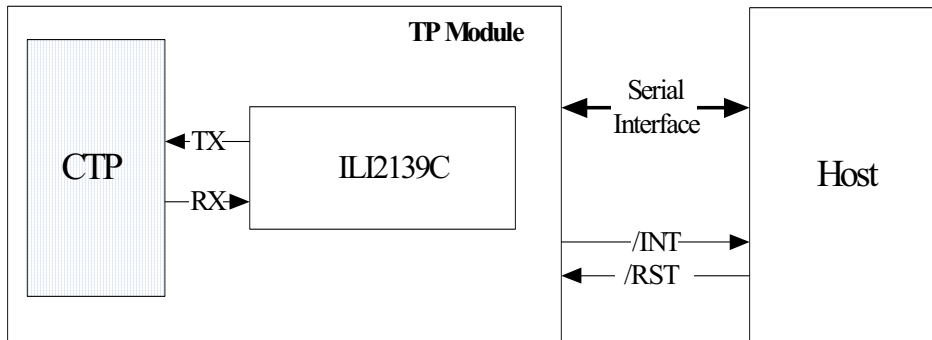 TP Module
CTP
TX
RX
ILI2139C
Serial
Interface
/INT
/RST
Host